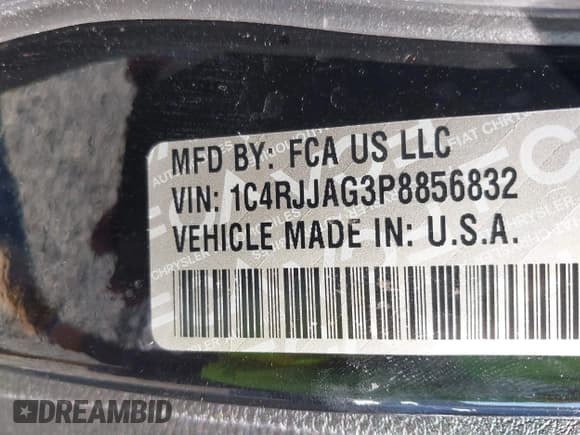 MFD BY: FCA US LLC
VIN: 1C4RJJAG3P8856832
VEHICLE MADE IN: U.S.A.
DREAMBID